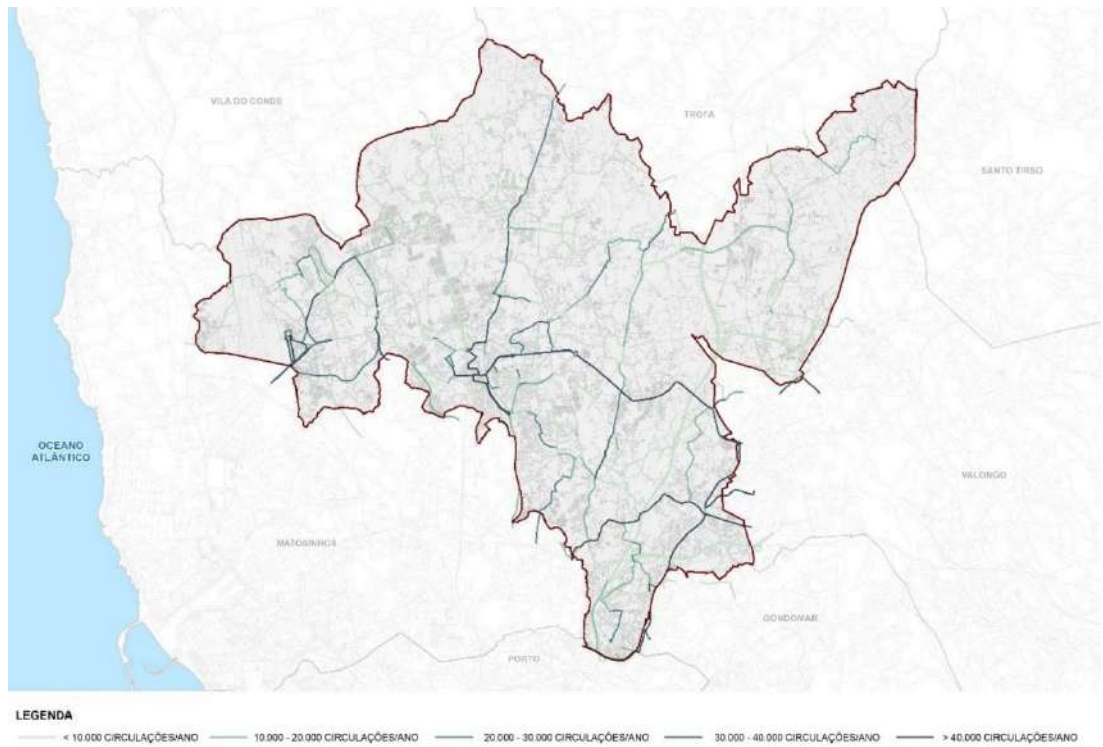 VILA DO CONDE
TROFA
SANTO TIRSO
OCEANO
ATLÂNTICO
VALONGO
MATOSINHOS
GONDOMAR
PORTO
LEGENDA
< 10.000 CIRCULAÇÕES/ANO 10.000 - 20.000 CIRCULAÇÕES/ANO 20.000 - 30.000 CIRCULAÇÕES/ANO 30.000 - 40.000 CIRCULAÇÕES/ANO > 40.000 CIRCULAÇÕES/ANO